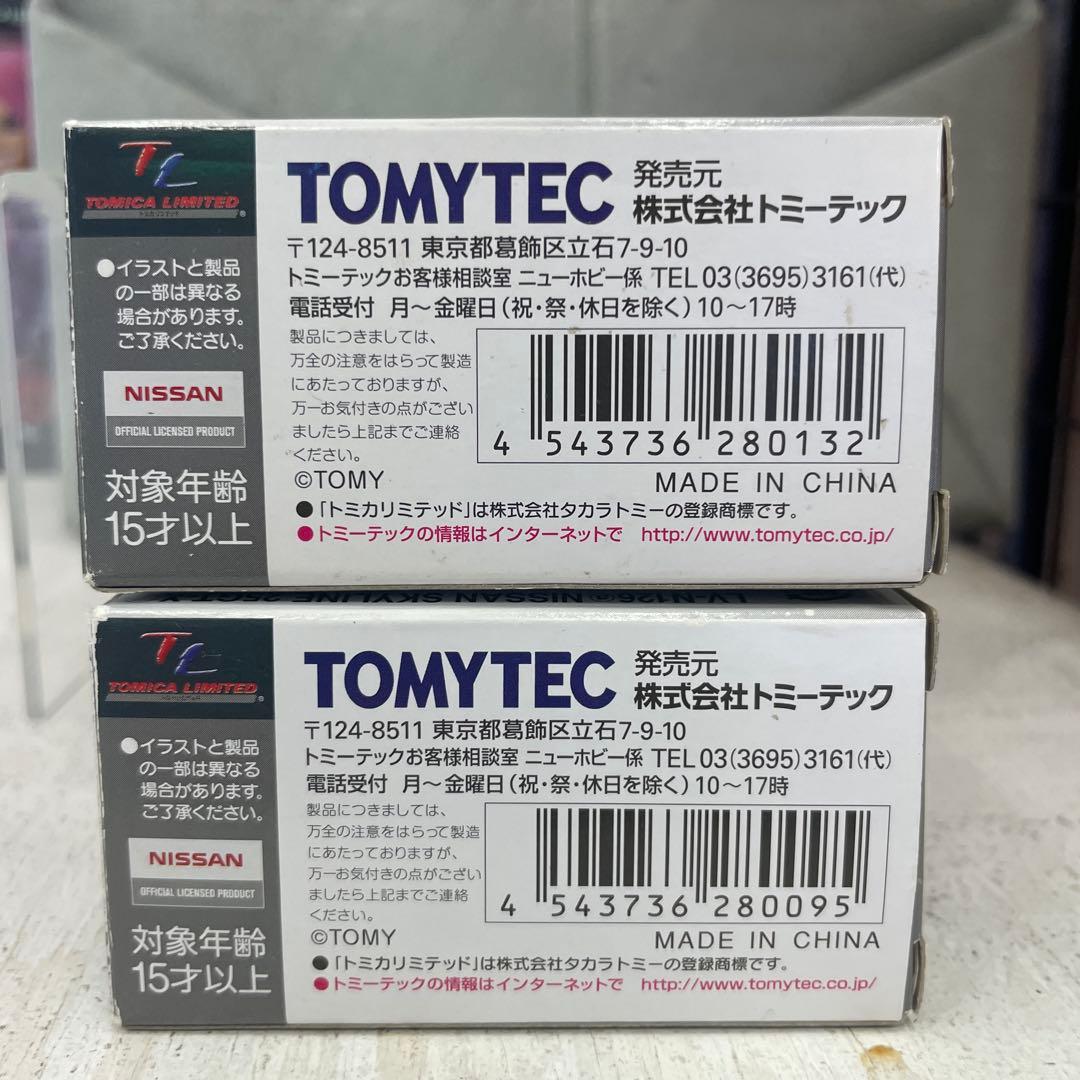 TL
TOMICA LIMITED
トミカリミテッド
®
●イラストと製品
の一部は異なる
場合があります。
ご了承ください。
NISSAN
OFFICIAL LICENSED PRODUCT
対象年齢
15才以上
TOMYTEC
発売元
株式会社トミーテック
〒124-8511 東京都葛飾区立石7-9-10
トミーテックお客様相談室 ニューホビー係 TEL 03(3695)3161(代)
電話受付 月～金曜日(祝・祭・休日を除く)10～17時
製品につきましては、
万全の注意をはらって製造
にあたっておりますが、
万一お気付きの点がござい
ましたら上記までご連絡
ください。
4 543736 280132
©TOMY
MADE IN CHINA
●「トミカリミテッド」は株式会社タカラトミーの登録商標です。
●トミーテックの情報はインターネットで http://www.tomytec.co.jp/
TL
TOMICA LIMITED
®
●イラストと製品
の一部は異なる
場合があります。
ご了承ください。
NISSAN
OFFICIAL LICENSED PRODUCT
対象年齢
15才以上
LV-N126a NISSAN SKYLINE
TOMYTEC
発売元
株式会社トミーテック
〒124-8511 東京都葛飾区立石7-9-10
トミーテックお客様相談室 ニューホビー係 TEL 03(3695)3161(代)
電話受付 月～金曜日(祝・祭・休日を除く)10～17時
製品につきましては、
万全の注意をはらって製造
にあたっておりますが、
万一お気付きの点がござい
ましたら上記までご連絡
ください。
4 543736 280095
©TOMY
MADE IN CHINA
●「トミカリミテッド」は株式会社タカラトミーの登録商標です。
●トミーテックの情報はインターネットで http://www.tomytec.co.jp/